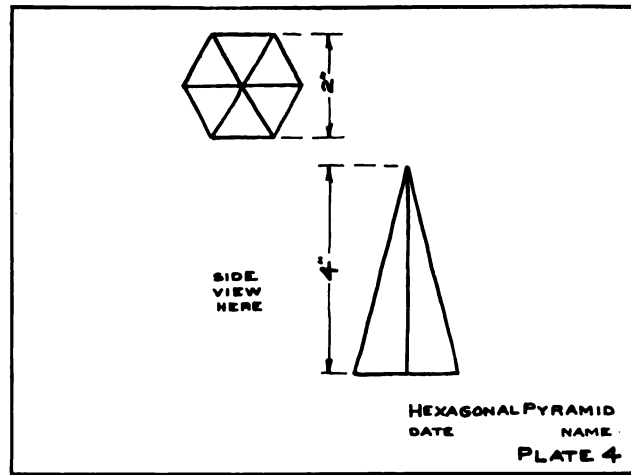 2"
4"
SIDE
VIEW
HERE
HEXAGONAL PYRAMID
DATE NAME
PLATE 4